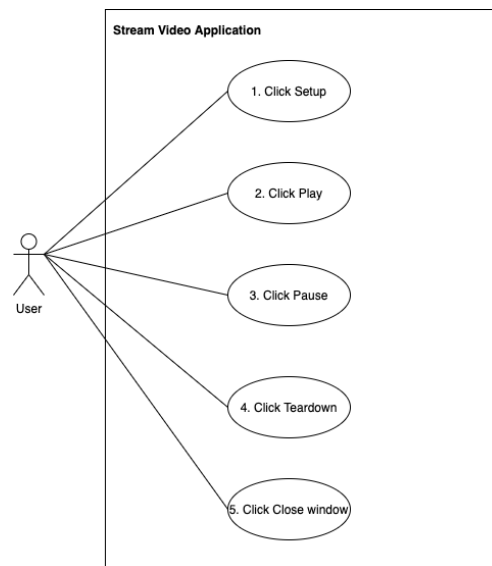 Stream Video Application
1. Click Setup
2. Click Play
3. Click Pause
User
4. Click Teardown
5. Click Close window